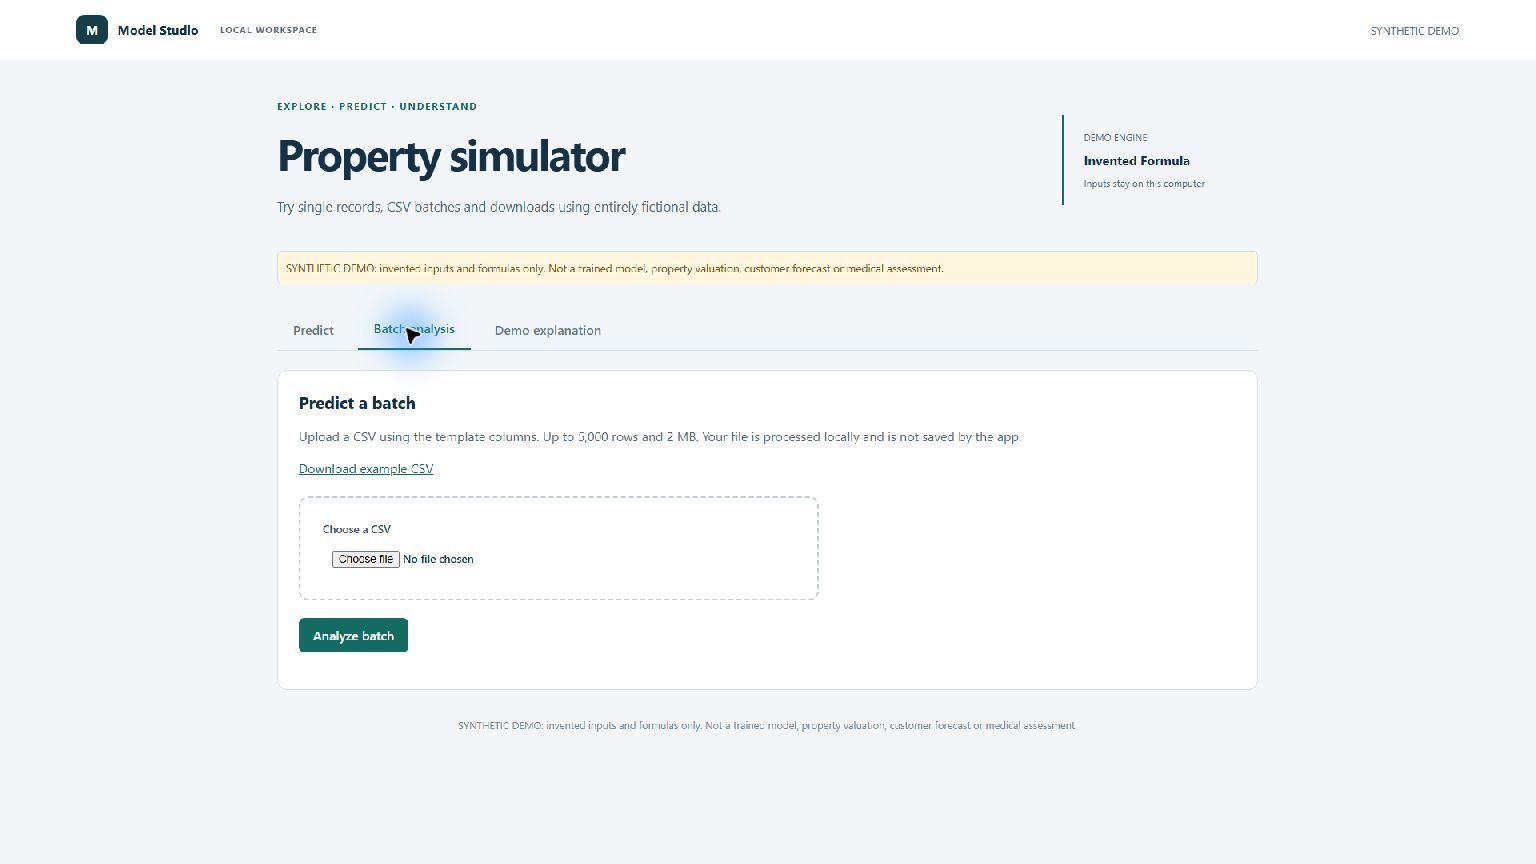 M Model Studio LOCAL WORKSPACE SYNTHETIC DEMO
EXPLORE · PREDICT · UNDERSTAND
Property simulator
Try single records, CSV batches and downloads using entirely fictional data.
DEMO ENGINE
Invented Formula
Inputs stay on this computer
SYNTHETIC DEMO: invented inputs and formulas only. Not a trained model, property valuation, customer forecast or medical assessment.
Predict Batch analysis Demo explanation
Predict a batch
Upload a CSV using the template columns. Up to 5,000 rows and 2 MB. Your file is processed locally and is not saved by the app.
Download example CSV
Choose a CSV
Choose file No file chosen
Analyze batch
SYNTHETIC DEMO: invented inputs and formulas only. Not a trained model, property valuation, customer forecast or medical assessment.